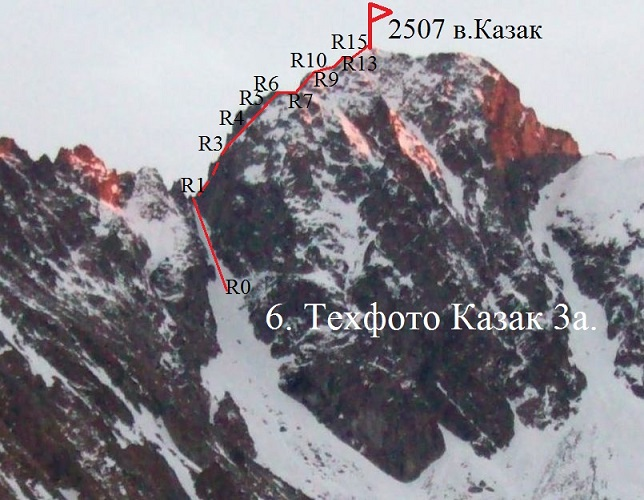 2507 в.Казак
R15
R13
R10
R9
R6
R7
R5
R4
R3
R1
R0
6. Техфото Казак 3а.